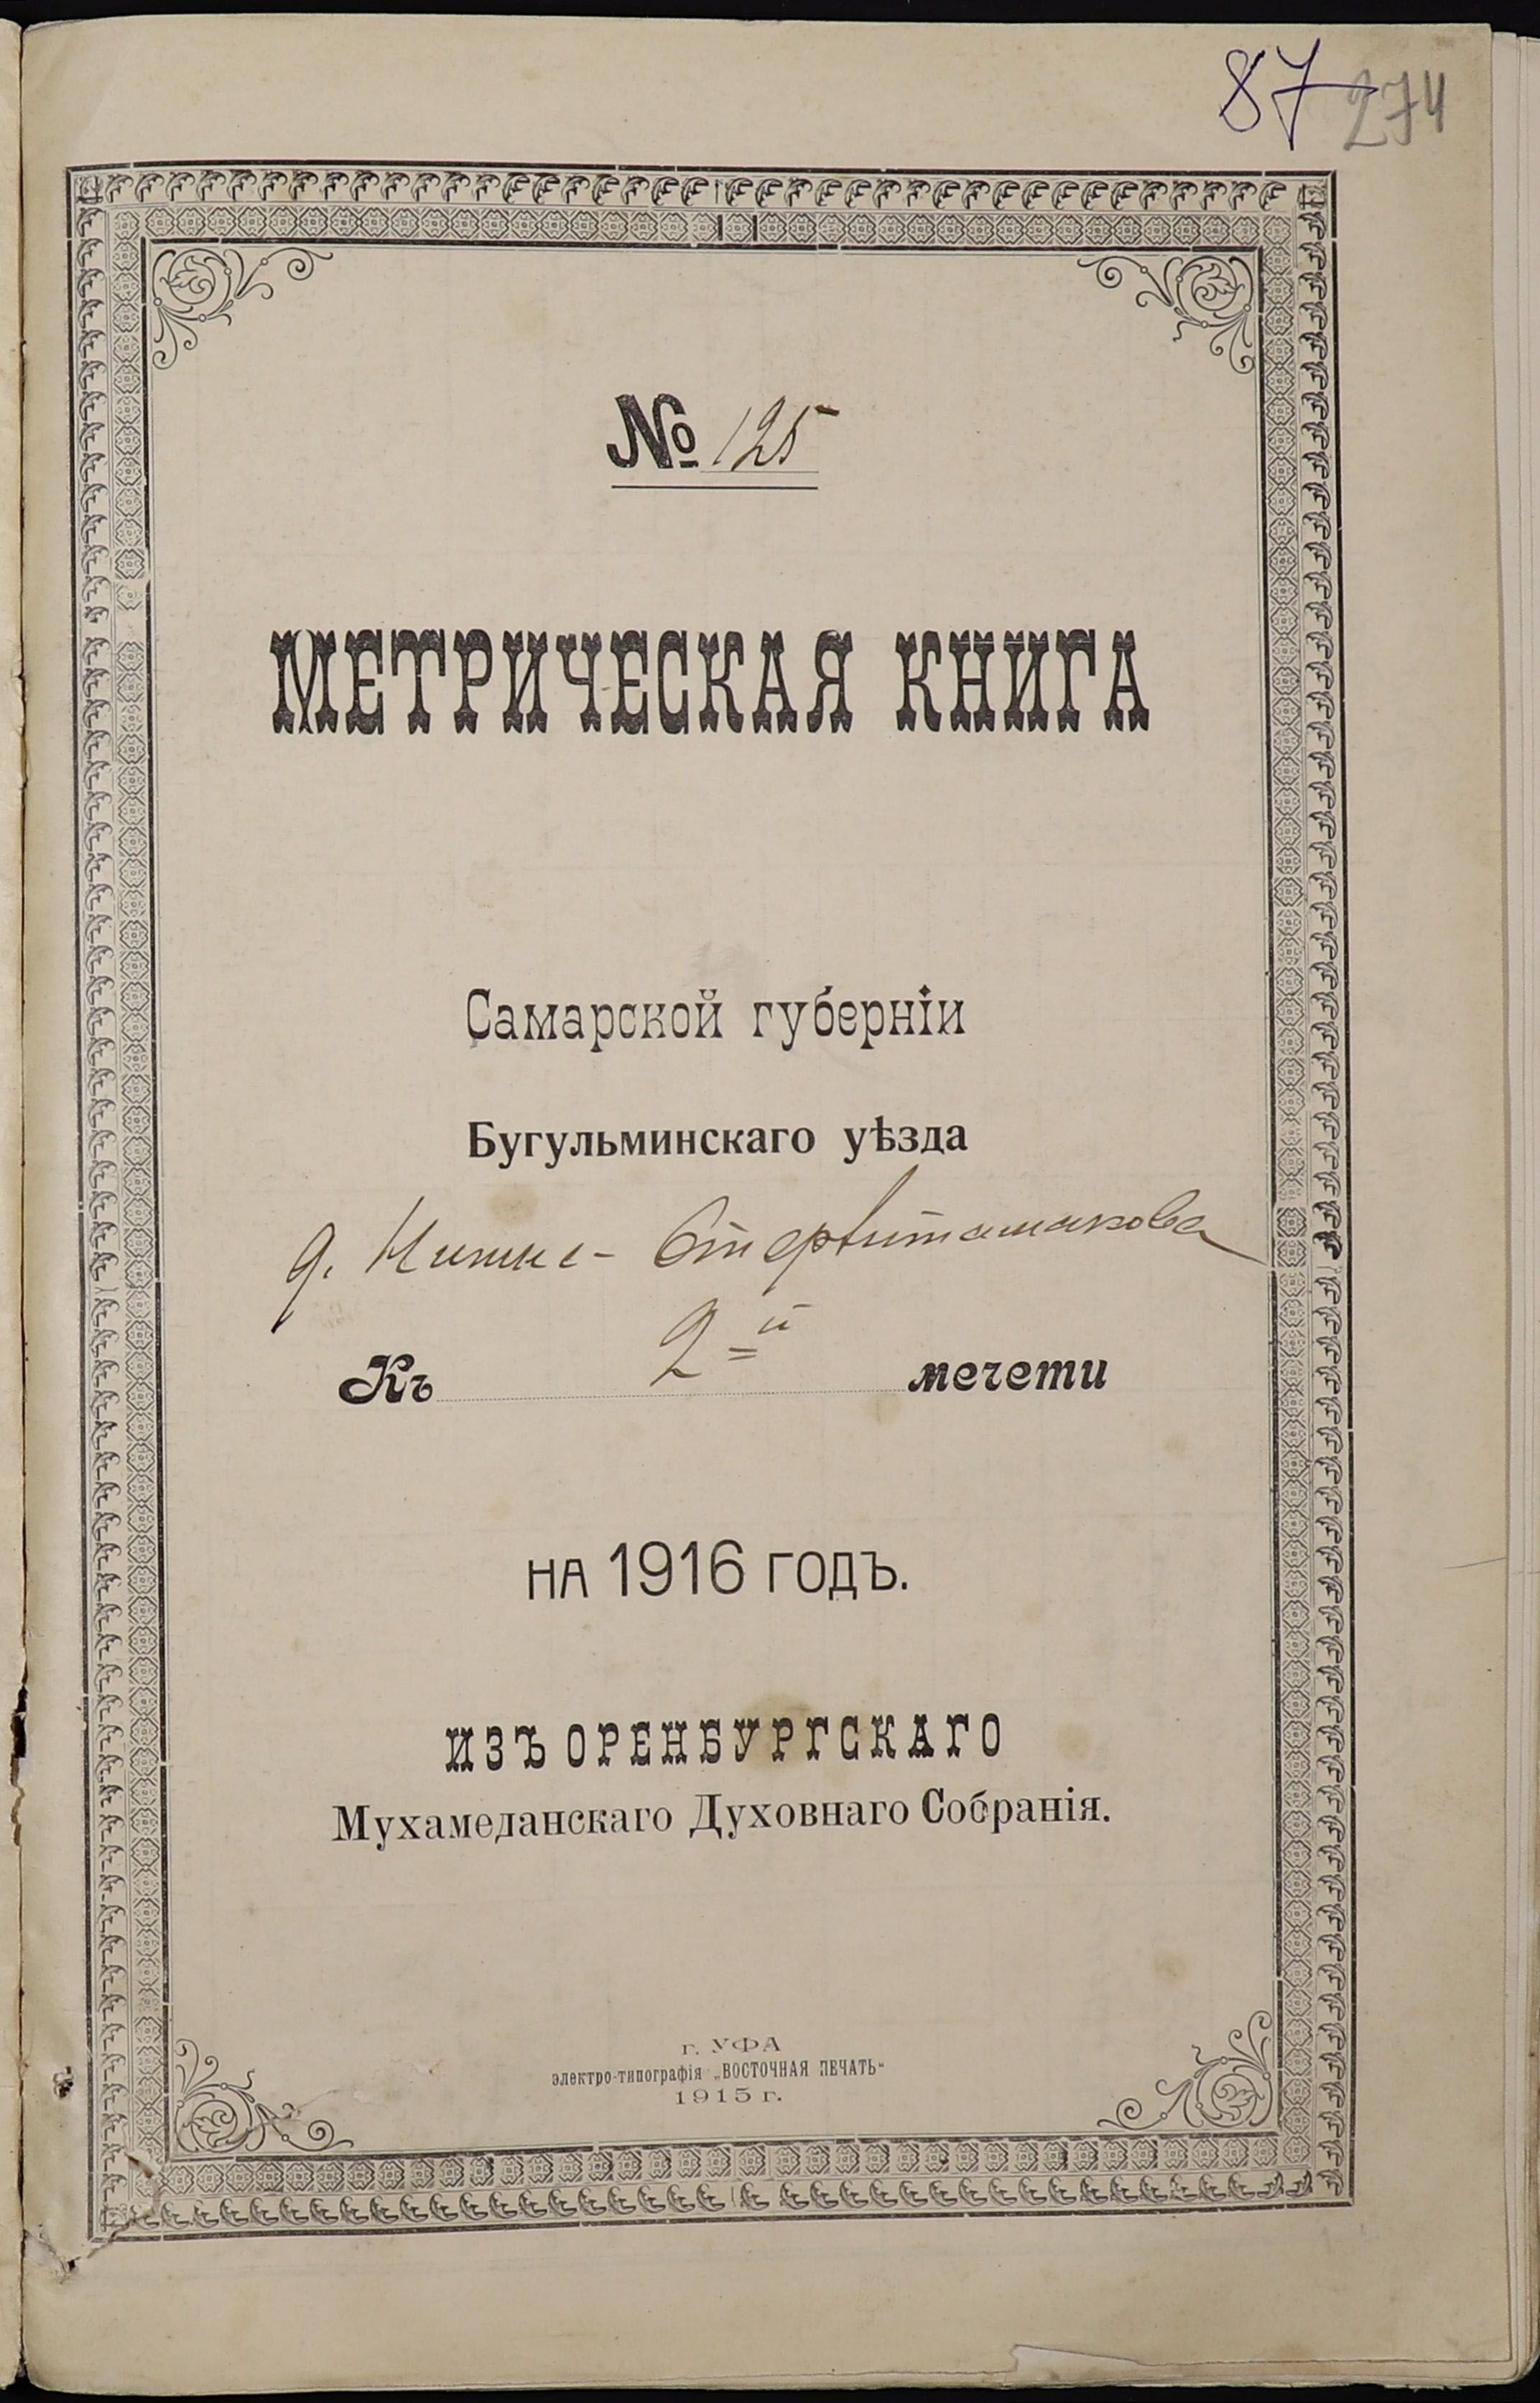 87 274
№ 125
МЕТРИЧЕСКАЯ КНИГА
Самарской губерніи
Бугульминскаго уѣзда
д. Нижне-
2-й
Къ мечети
НА 1916 ГОДЪ.
ИЗЪ ОРЕНБУРГСКАГО
Мухамеданскаго Духовнаго Собранія.
г. УФА
электро-типографія „ВОСТОЧНАЯ ПЕЧАТЬ“
1915 г.